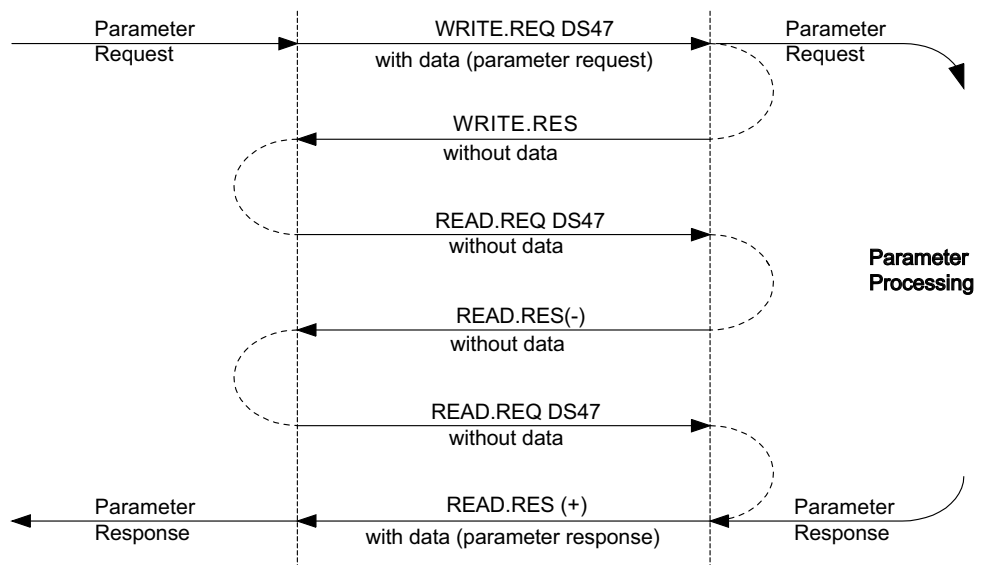 Parameter
Request
WRITE.REQ DS47
with data (parameter request)
Parameter
Request
WRITE.RES
without data
READ.REQ DS47
without data
Parameter
Processing
READ.RES(-)
without data
READ.REQ DS47
without data
Parameter
Response
READ.RES (+)
with data (parameter response)
Parameter
Response